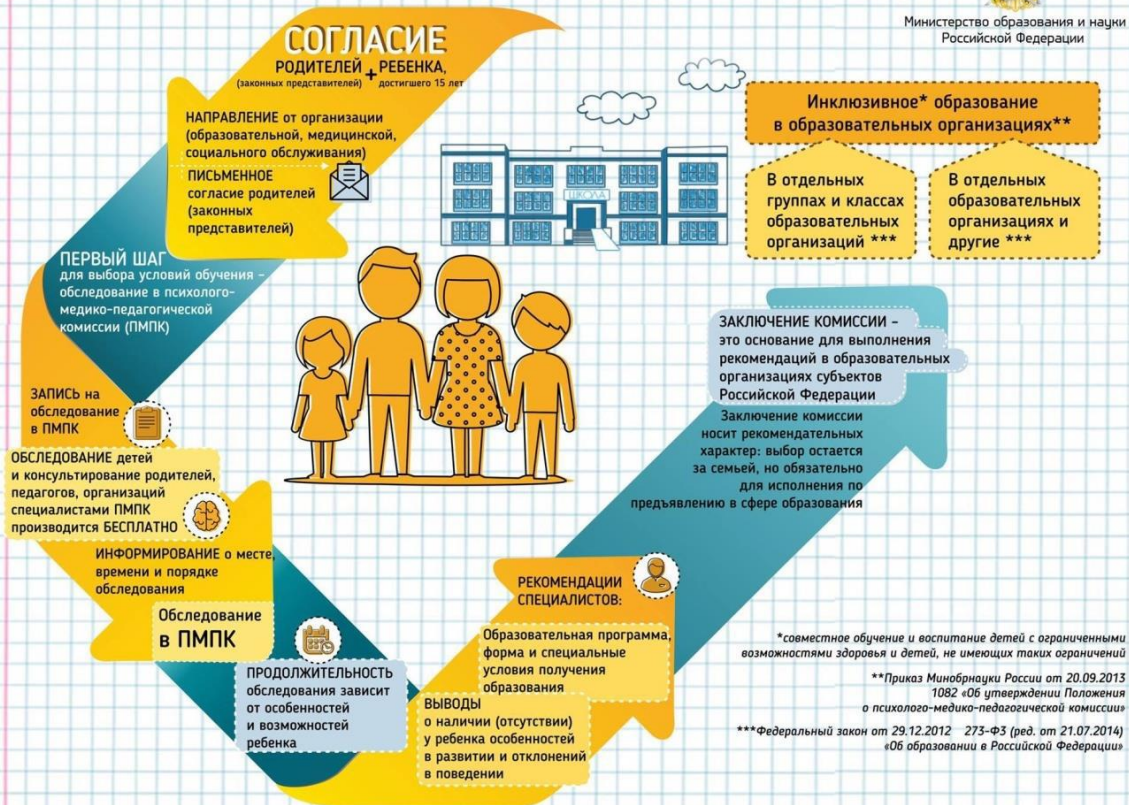 Министерство образования и науки
Российской Федерации
СОГЛАСИЕ
РОДИТЕЛЕЙ + РЕБЕНКА,
(законных представителей) достигшего 15 лет
НАПРАВЛЕНИЕ от организации
(образовательной, медицинской,
социального обслуживания)
ПИСЬМЕННОЕ
согласие родителей
(законных
представителей)
ПЕРВЫЙ ШАГ
для выбора условий обучения –
обследование в психолого-
медико-педагогической
комиссии (ПМПК)
ЗАПИСЬ на
обследование
в ПМПК
ОБСЛЕДОВАНИЕ детей
и консультирование родителей,
педагогов, организаций
специалистами ПМПК
производится БЕСПЛАТНО
ИНФОРМИРОВАНИЕ о месте,
времени и порядке
обследования
Обследование
в ПМПК
ПРОДОЛЖИТЕЛЬНОСТЬ
обследования зависит
от особенностей
и возможностей
ребенка
ВЫВОДЫ
о наличии (отсутствии)
у ребенка особенностей
в развитии и отклонений
в поведении
РЕКОМЕНДАЦИИ
СПЕЦИАЛИСТОВ:
Образовательная программа,
форма и специальные
условия получения
образования
ЗАКЛЮЧЕНИЕ КОМИССИИ –
это основание для выполнения
рекомендаций в образовательных
организациях субъектов
Российской Федерации
Заключение комиссии
носит рекомендательных
характер: выбор остается
за семьей, но обязательно
для исполнения по
предъявлению в сфере образования
ШКОЛА
Инклюзивное* образование
в образовательных организациях**
В отдельных
группах и классах
образовательных
организаций ***
В отдельных
образовательных
организациях и
другие ***
*совместное обучение и воспитание детей с ограниченными
возможностями здоровья и детей, не имеющих таких ограничений
**Приказ Минобрнауки России от 20.09.2013
1082 «Об утверждении Положения
о психолого-медико-педагогической комиссии»
***Федеральный закон от 29.12.2012 273-ФЗ (ред. от 21.07.2014)
«Об образовании в Российской Федерации»